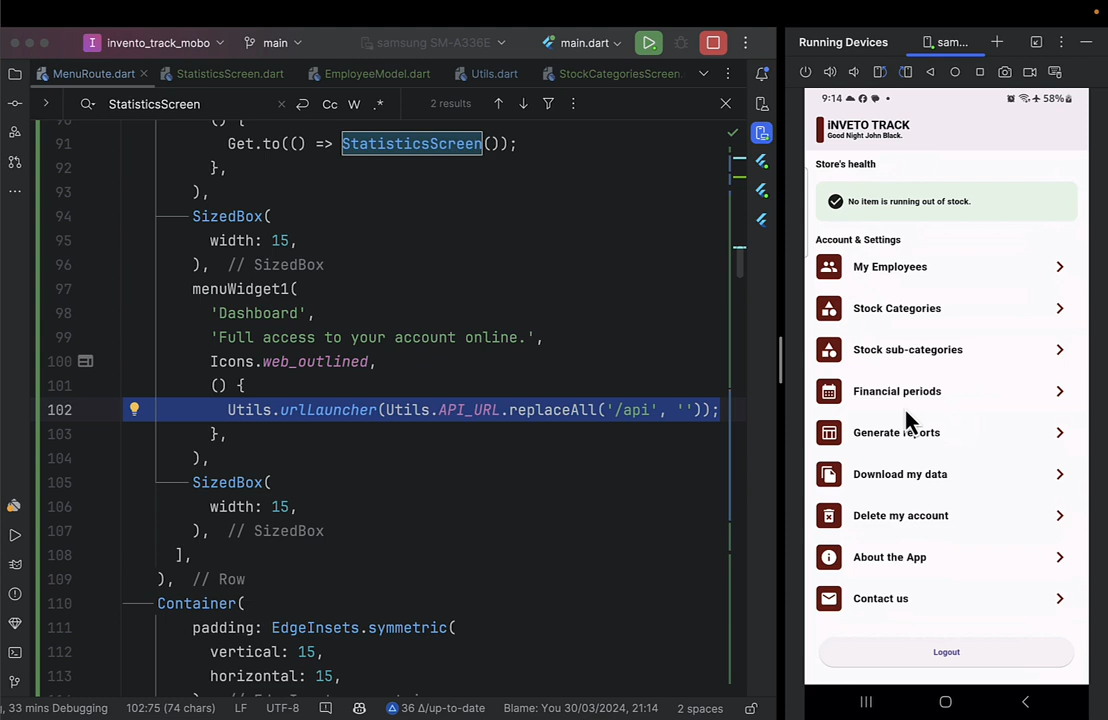 invento_track_mobo
main
samsung SM-A336E
main.dart
Running Devices
sam...
MenuRoute.dart
StatisticsScreen.dart
EmployeeModel.dart
Utils.dart
StockCategoriesScreen.
StatisticsScreen
Cc
W
.*
2 results
() {
91 Get.to(() => StatisticsScreen());
92 },
93 ),
94 SizedBox(
95 width: 15,
96 ), // SizedBox
97 menuWidget1(
98 'Dashboard',
99 'Full access to your account online.',
100 Icons.web_outlined,
101 () {
102 Utils.urlLauncher(Utils.API_URL.replaceAll('/api', ''));
103 },
104 ),
105 SizedBox(
106 width: 15,
107 ), // SizedBox
108 ],
109 ), // Row
110 Container(
111 padding: EdgeInsets.symmetric(
112 vertical: 15,
113 horizontal: 15,
, 33 mins Debugging
102:75 (74 chars)
LF
UTF-8
36 Δ/up-to-date
Blame: You 30/03/2024, 21:14
2 spaces
9:14
58%
iNVETO TRACK
Good Night John Black.
Store's health
No item is running out of stock.
Account & Settings
My Employees
Stock Categories
Stock sub-categories
Financial periods
Generate reports
Download my data
Delete my account
About the App
Contact us
Logout